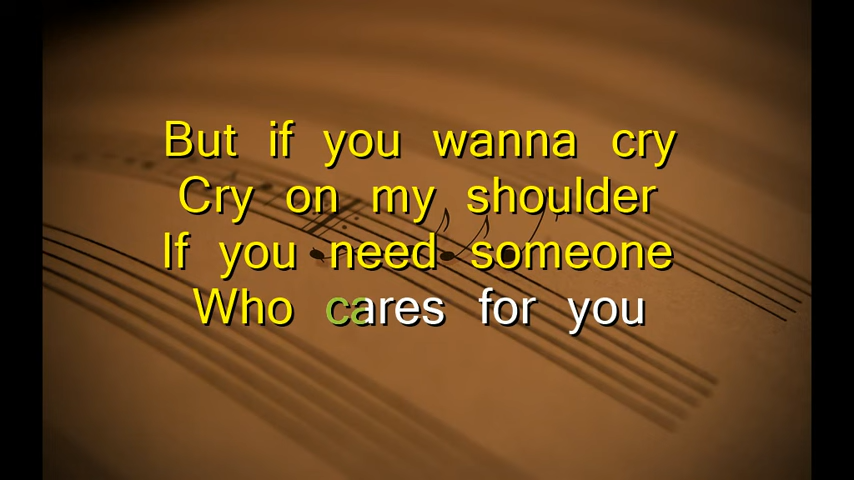 But if you wanna cry
Cry on my shoulder
If you need someone
Who cares for you